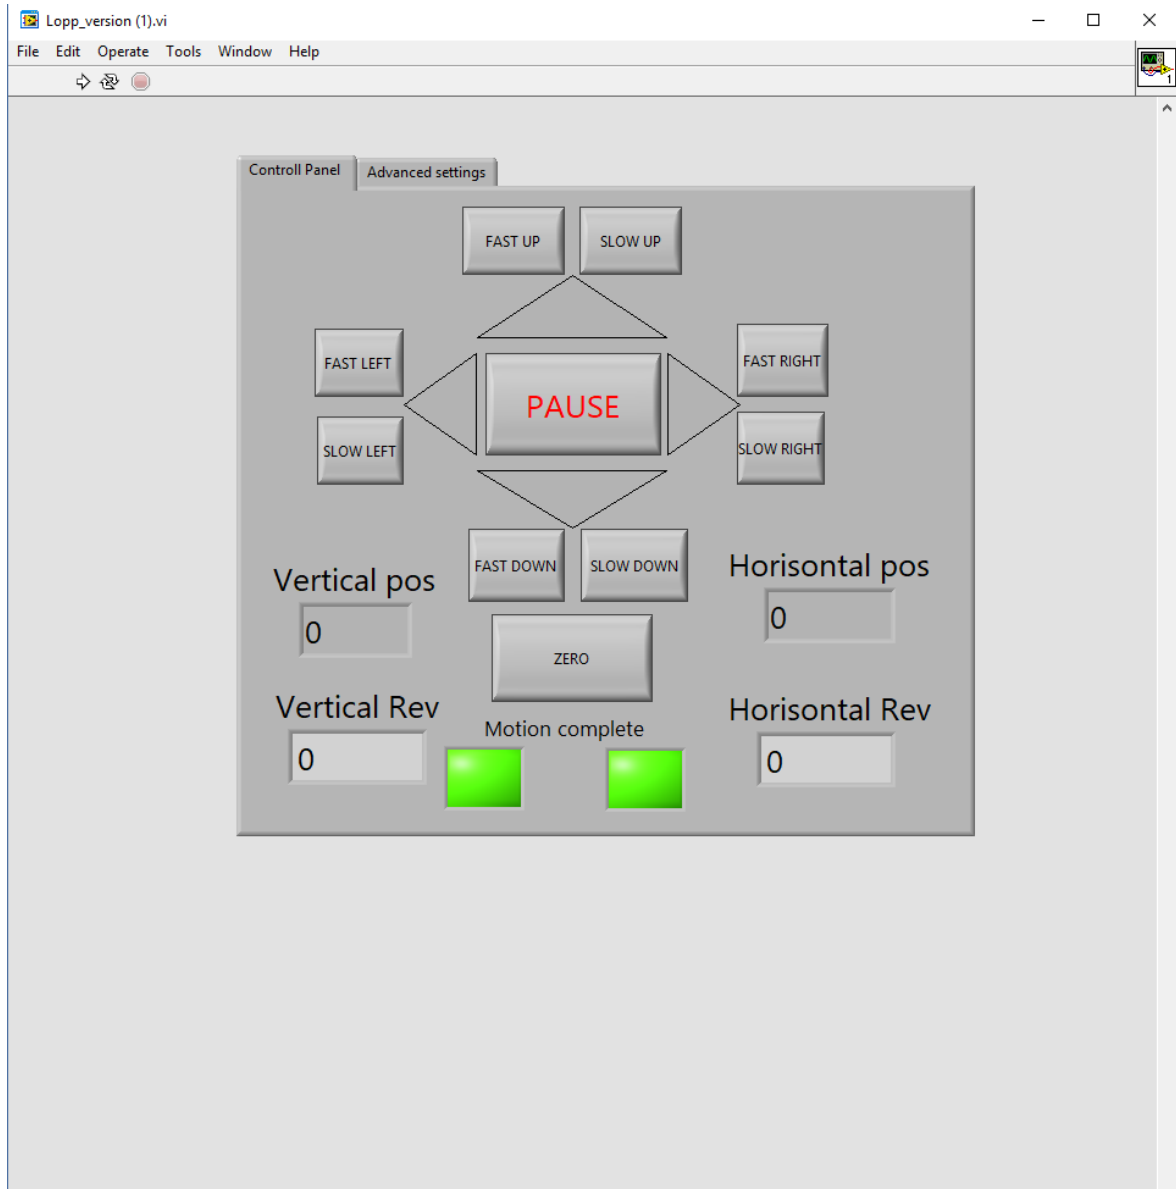 Lopp_version (1).vi
File Edit Operate Tools Window Help
1
Controll Panel
Advanced settings
FAST UP
SLOW UP
FAST LEFT
FAST RIGHT
PAUSE
SLOW LEFT
SLOW RIGHT
FAST DOWN
SLOW DOWN
Vertical pos
Horisontal pos
0
0
ZERO
Vertical Rev
Horisontal Rev
Motion complete
0
0